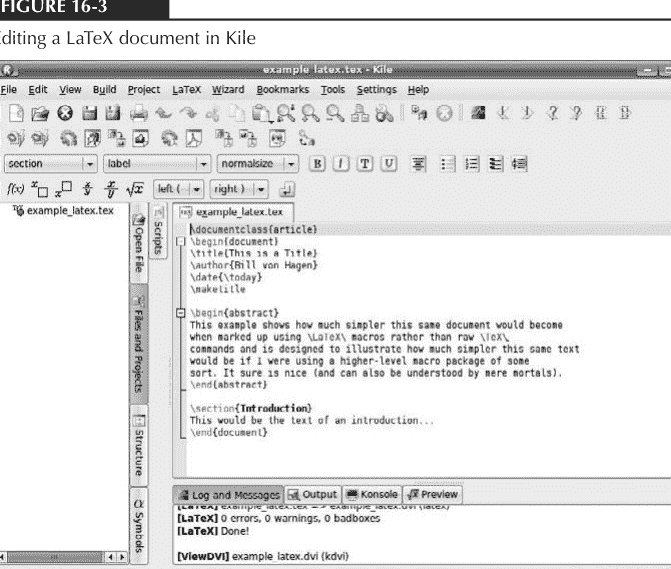 FIGURE 16-3
Editing a LaTeX document in Kile
example latex.tex - Kile
File Edit View Build Project LaTeX Wizard Bookmarks Tools Settings Help
section label normalsize B I T U
f(x) left ( right )
example_latex.tex
example_latex.tex
Open File
Files and Projects
Structure
Symbols
Scripts
\documentclass{article}
\begin{document}
\title{This is a Title}
\author{Bill von Hagen}
\date{\today}
\maketitle
\begin{abstract}
This example shows how much simpler this same document would become
when marked up using \LaTeX\ macros rather than raw \TeX\
commands and is designed to illustrate how much simpler this same text
would be if I were using a higher-level macro package of some
sort. It sure is nice (and can also be understood by mere mortals).
\end{abstract}
\section{Introduction}
This would be the text of an introduction...
\end{document}
Log and Messages Output Konsole Preview
[LaTeX] example_latex.tex => example_latex.dvi (latex)
[LaTeX] 0 errors, 0 warnings, 0 badboxes
[LaTeX] Done!
[ViewDVI] example_latex.dvi (kdvi)